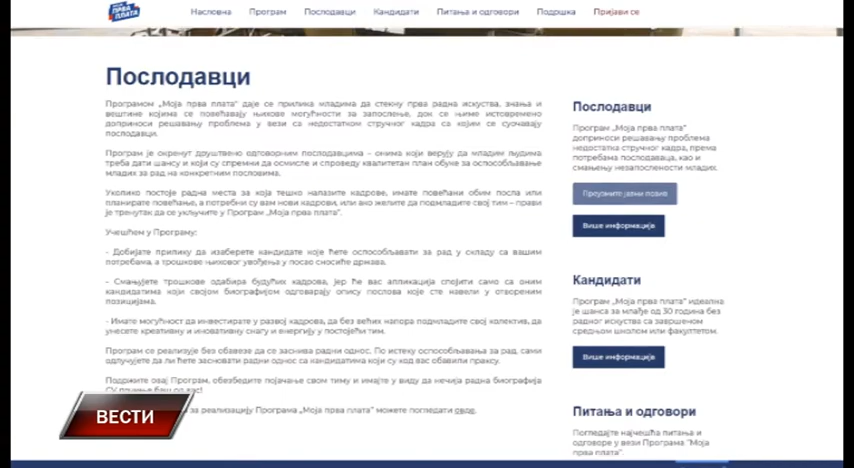 МОЈА
ПРВА
ПЛАТА
Насловна Програм Послодавци Кандидати Питања и одговори Подршка Пријави се
Послодавци
Програмом „Моја прва плата" даје се прилика младима да стекну прва радна искуства, знања и
вештине којима се повећавају њихове могућности за запослење, док се њиме истовремено
доприноси решавању проблема у вези са недостатком стручног кадра са којим се суочавају
послодавци.
Програм је окренут друштвено одговорним послодавцима – онима који верују да младим људима
треба дати шансу и који су спремни да осмисле и спроведу квалитетан план обуке за оспособљавање
младих за рад на конкретним пословима.
Уколико постоје радна места за која тешко налазите кадрове, имате повећани обим посла или
планирате повећање, а потребни су вам нови кадрови, или ако желите да подмладите свој тим – прави
је тренутак да се укључите у Програм „Моја прва плата".
Учешћем у Програму:
- Добијате прилику да изаберете кандидате које ћете оспособљавати за рад у складу са вашим
потребама, а трошкове њиховог увођења у посао сносиће држава.
- Смањујете трошкове одабира будућих кадрова, јер ће вас апликација спојити само са оним
кандидатима који својом биографијом одговарају опису послова које сте навели у отвореним
позицијама.
- Имате могућност да инвестирате у развој кадрова, да без већих напора подмладите свој колектив, да
унесете креативну и иновативну снагу и енергију у постојећи тим.
Програм се реализује без обавезе да се заснива радни однос. По истеку оспособљавања за рад, сами
одлучујете да ли ћете засновати радни однос са кандидатима који су код вас обавили праксу.
Подржите овај Програм, обезбедите појачање свом тиму и имајте у виду да нечија радна биографија
баш од вас!
за реализацију Програма „Моја прва плата" можете погледати овде.
Послодавци
Програм „Моја прва плата"
доприноси решавању проблема
недостатка стручног кадра, према
потребама послодаваца, као и
смањењу незапослености младих.
Преузмите јавни позив
Више информација
Кандидати
Програм „Моја прва плата" идеална
је шанса за млађе од 30 година без
радног искуства са завршеном
средњом школом или факултетом.
Више информација
Питања и одговори
Погледајте најчешћа питања и
одговоре у вези Програма "Моја
прва плата".
ВЕСТИ